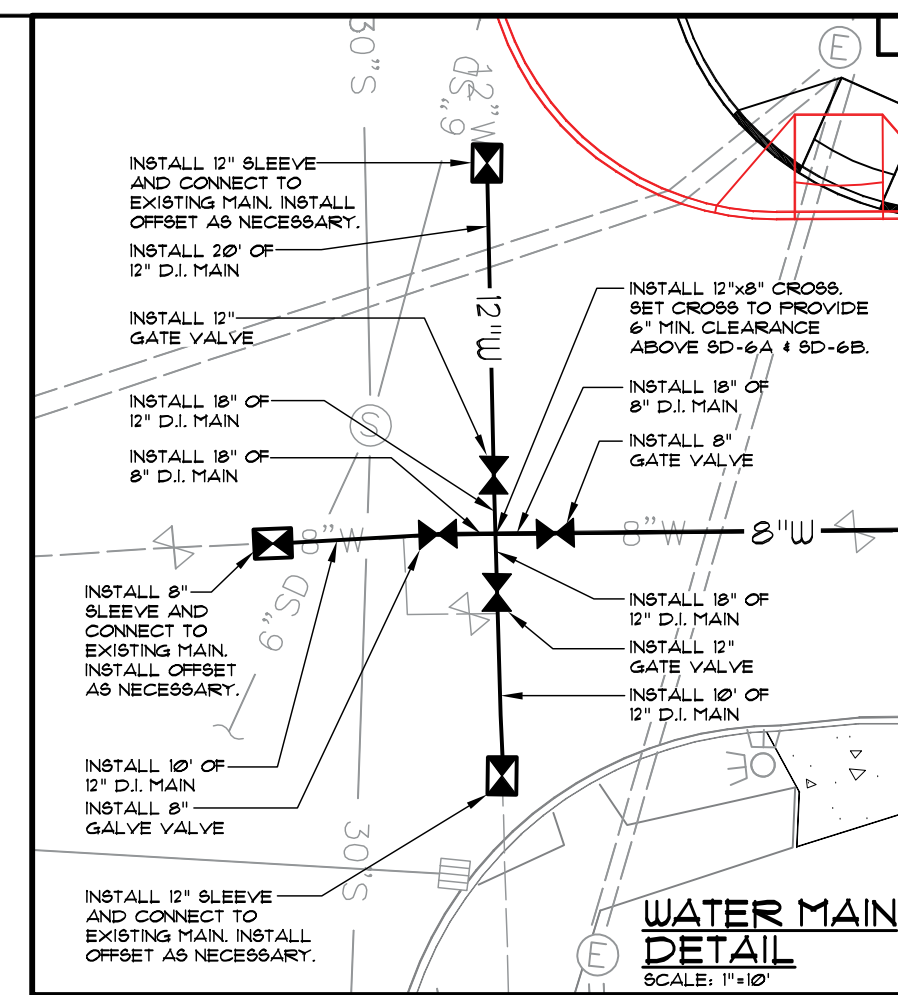 30"S
12"W
6"SD
E
INSTALL 12" SLEEVE
AND CONNECT TO
EXISTING MAIN. INSTALL
OFFSET AS NECESSARY.
INSTALL 20' OF
12" D.I. MAIN
INSTALL 12"
GATE VALVE
12"W
INSTALL 12"x8" CROSS.
SET CROSS TO PROVIDE
6" MIN. CLEARANCE
ABOVE SD-6A & SD-6B.
INSTALL 18" OF
12" D.I. MAIN
S
INSTALL 18" OF
8" D.I. MAIN
INSTALL 18" OF
8" D.I. MAIN
INSTALL 8"
GATE VALVE
8"W
8"W
8"W
INSTALL 8"
SLEEVE AND
CONNECT TO
EXISTING MAIN.
INSTALL OFFSET
AS NECESSARY.
6"SD
INSTALL 18" OF
12" D.I. MAIN
INSTALL 12"
GATE VALVE
INSTALL 10' OF
12" D.I. MAIN
INSTALL 10' OF
12" D.I. MAIN
INSTALL 8"
GALVE VALVE
30"S
INSTALL 12" SLEEVE
AND CONNECT TO
EXISTING MAIN. INSTALL
OFFSET AS NECESSARY.
E
WATER MAIN
DETAIL
SCALE: 1"=10'